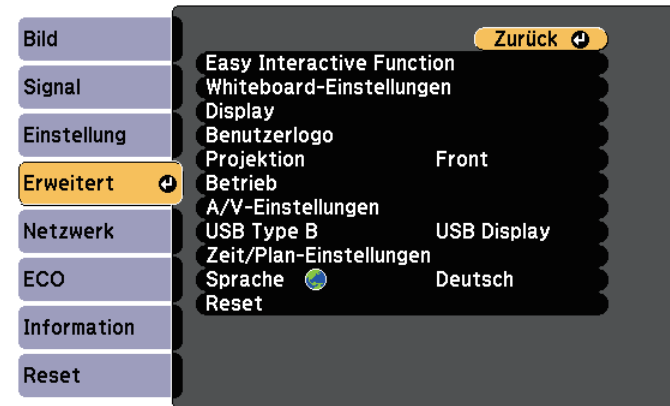 Bild
Signal
Einstellung
Erweitert
Netzwerk
ECO
Information
Reset
Zurück
Easy Interactive Function
Whiteboard-Einstellungen
Display
Benutzerlogo
Projektion Front
Betrieb
A/V-Einstellungen
USB Type B USB Display
Zeit/Plan-Einstellungen
Sprache Deutsch
Reset